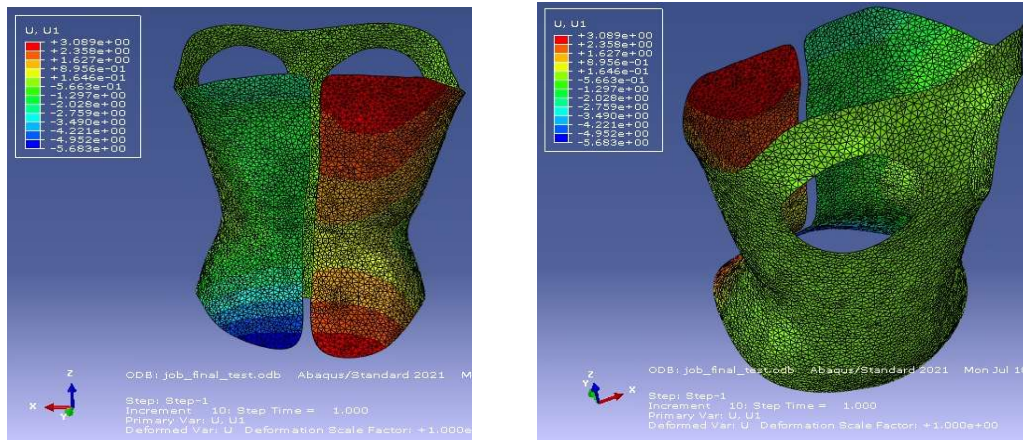 U, U1
+3.089e+00
+2.358e+00
+1.627e+00
+8.956e-01
+1.646e-01
-5.663e-01
-1.297e+00
-2.028e+00
-2.759e+00
-3.490e+00
-4.221e+00
-4.952e+00
-5.683e+00
Z
X
Y
ODB: job_final_test.odb Abaqus/Standard 2021 M
Step: Step-1
Increment 10: Step Time = 1.000
Primary Var: U, U1
Deformed Var: U Deformation Scale Factor: +1.000e
U, U1
+3.089e+00
+2.358e+00
+1.627e+00
+8.956e-01
+1.646e-01
-5.663e-01
-1.297e+00
-2.028e+00
-2.759e+00
-3.490e+00
-4.221e+00
-4.952e+00
-5.683e+00
Z
Y
X
ODB: job_final_test.odb Abaqus/Standard 2021 Mon Jul 1
Step: Step-1
Increment 10: Step Time = 1.000
Primary Var: U, U1
Deformed Var: U Deformation Scale Factor: +1.000e+00